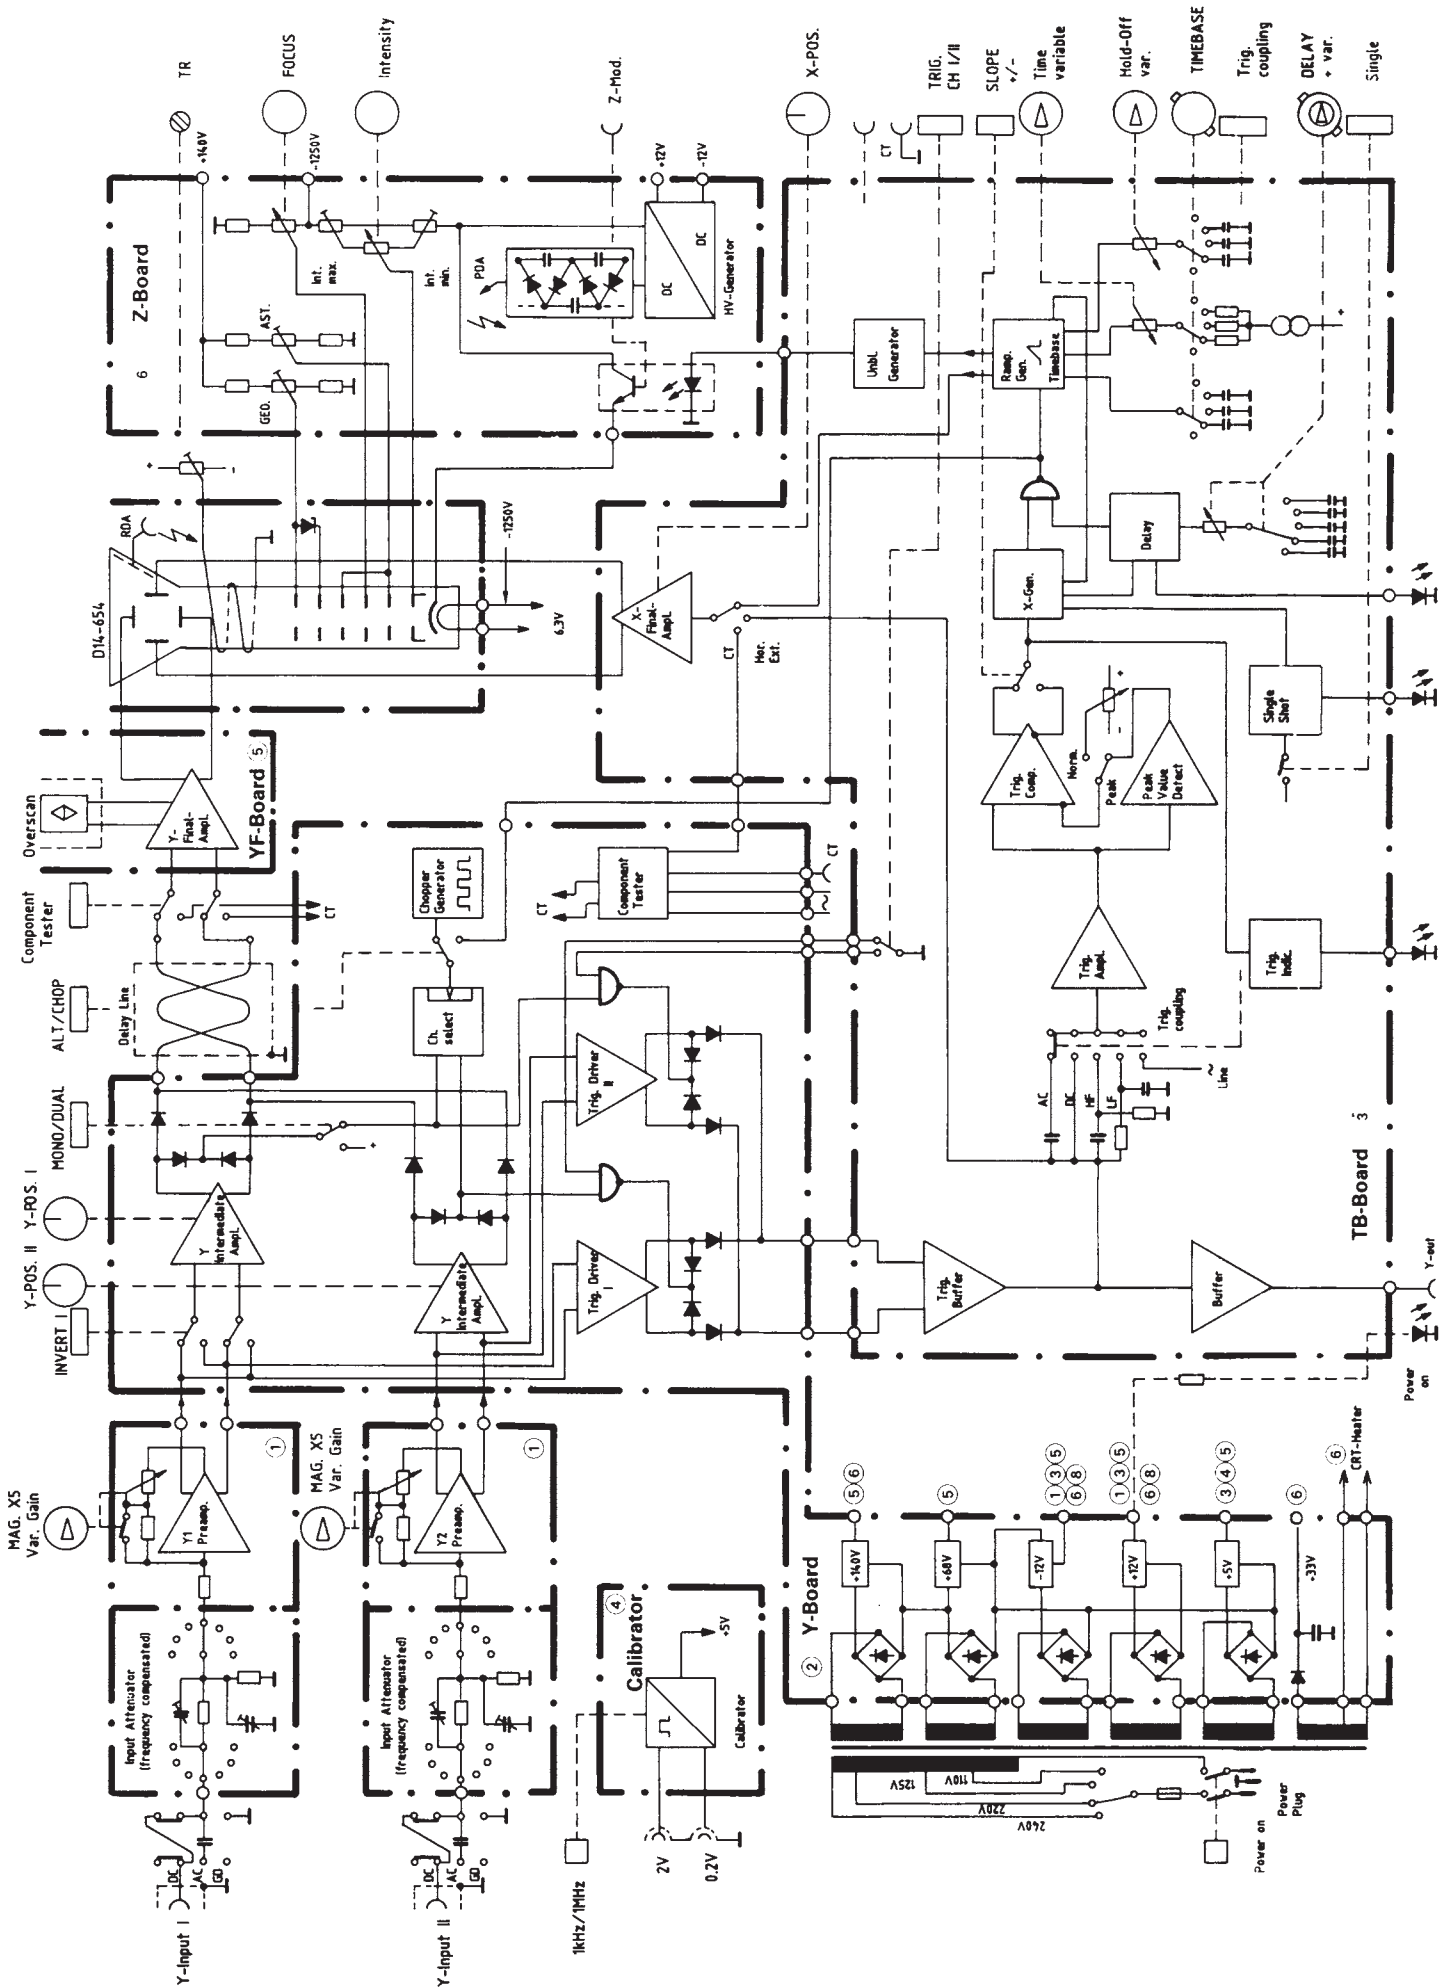 TR
FOCUS
Intensity
Z-Mod.
X-POS.
TRIG.
CH I/II
SLOPE
+/-
Time
variable
Hold-Off
var.
TIMEBASE
Trig.
coupling
DELAY
+ var.
Single
CT
+140V
-1250V
+12V
-12V
Z-Board
6
GEO.
AST.
Int.
max.
Int.
min.
PDA
DC
DC
HV-Generator
+
-
RDA
D14-654
6.3V
-1250V
X-
Final-
Ampl.
CT
Hor.
Ext.
Unbl.
Generator
Ramp.
Gen.
Timebase
+
X-Gen.
Delay
Single
Shot
Trig.
Comp.
Norm.
Peak
+
-
Peak
Value
Detect
Trig.
Ampl.
Trig.
Indic.
AC
DC
HF
LF
~
Line
Trig.
coupling
TB-Board
3
Trig.
Buffer
Buffer
Y-out
Power
on
Overscan
Y-
Final-
Ampl.
YF-Board
5
Component
Tester
ALT/CHOP
MONO/DUAL
Y-POS. I
Y-POS. II
INVERT I
Delay Line
CT
Chopper
Generator
Ch.
select
CT
Component
Tester
~
CT
+
Y
Intermediate
Ampl.
Y
Intermediate
Ampl.
Trig. Driver
I
Trig. Driver
II
MAG. X5
Var. Gain
MAG. X5
Var. Gain
Y1
Preamp.
1
Y2
Preamp.
1
Input Attenuator
(frequency compensated)
Input Attenuator
(frequency compensated)
DC
AC
GD
Y-Input I
DC
AC
GD
Y-Input II
1kHz/1MHz
4
Calibrator
+5V
Calibrator
2V
0.2V
2
Y-Board
+140V
5 6
+68V
5
-12V
1 3 5
6 8
+12V
1 3 5
6 8
+5V
3 4 5
+33V
6
6
CRT-Heater
125V
110V
220V
240V
Power on
Power
Plug